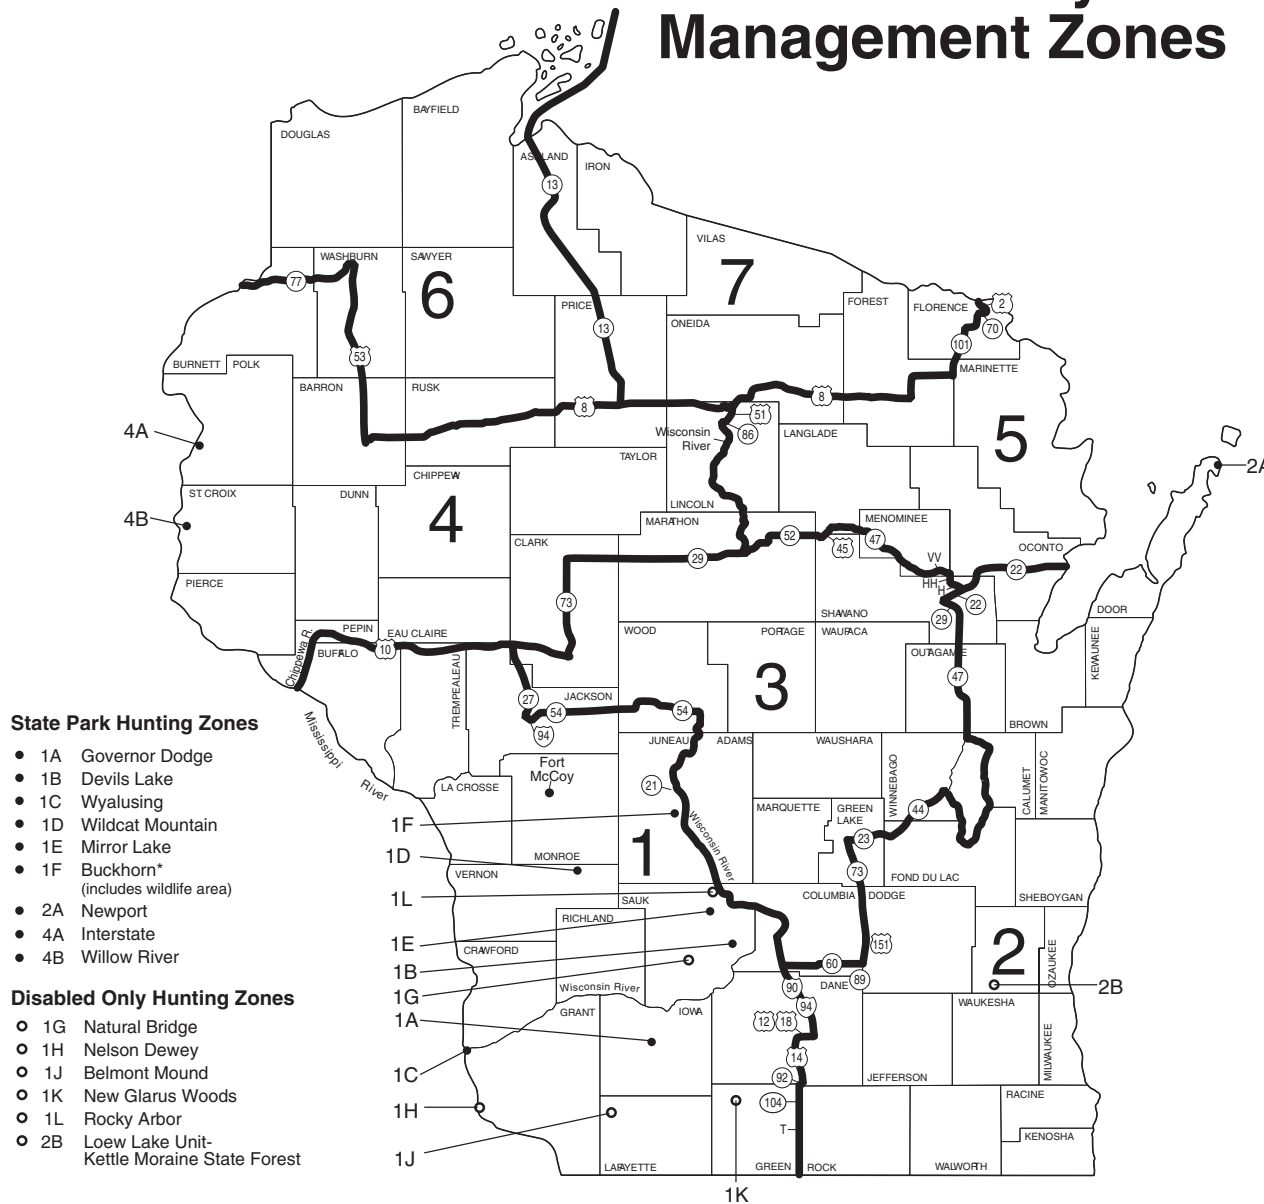 Management Zones
BAYFIELD
DOUGLAS
ASHLAND
IRON
13
VILAS
WASHBURN
SAWYER
77
6
7
PRICE
FOREST
FLORENCE
2
ONEIDA
13
70
101
53
BURNETT
POLK
MARINETTE
BARRON
RUSK
8
8
51
4A
Wisconsin
River
86
LANGLADE
5
TAYLOR
CHIPPEWA
2A
ST CROIX
DUNN
LINCOLN
4B
4
MARATHON
MENOMINEE
CLARK
52
47
45
OCONTO
29
VV
22
PIERCE
HH
H
73
22
DOOR
29
SHAWANO
PEPIN
EAU CLAIRE
WOOD
PORTAGE
WAUPACA
Chippewa R.
BUFFALO
10
OUTAGAMIE
KEWAUNEE
TREMPEALEAU
3
47
27
JACKSON
54
54
BROWN
94
Mississippi
River
JUNEAU
ADAMS
WAUSHARA
State Park Hunting Zones
1A Governor Dodge
1B Devils Lake
1C Wyalusing
1D Wildcat Mountain
1E Mirror Lake
1F Buckhorn*
(includes wildlife area)
2A Newport
4A Interstate
4B Willow River
Fort
McCoy
LA CROSSE
21
WINNEBAGO
CALUMET
MANITOWOC
MARQUETTE
GREEN
LAKE
44
1F
Wisconsin River
23
1
1D
MONROE
VERNON
73
FOND DU LAC
1L
SAUK
COLUMBIA
DODGE
SHEBOYGAN
RICHLAND
1E
CRAWFORD
151
2
OZAUKEE
1B
60
1G
Wisconsin River
90
DANE
89
2B
Disabled Only Hunting Zones
1G Natural Bridge
1H Nelson Dewey
1J Belmont Mound
1K New Glarus Woods
1L Rocky Arbor
2B Loew Lake Unit-
Kettle Moraine State Forest
1A
GRANT
IOWA
94
WAUKESHA
12
18
MILWAUKEE
14
1C
92
JEFFERSON
104
RACINE
1H
T
KENOSHA
1J
LAFAYETTE
GREEN
ROCK
WALWORTH
1K